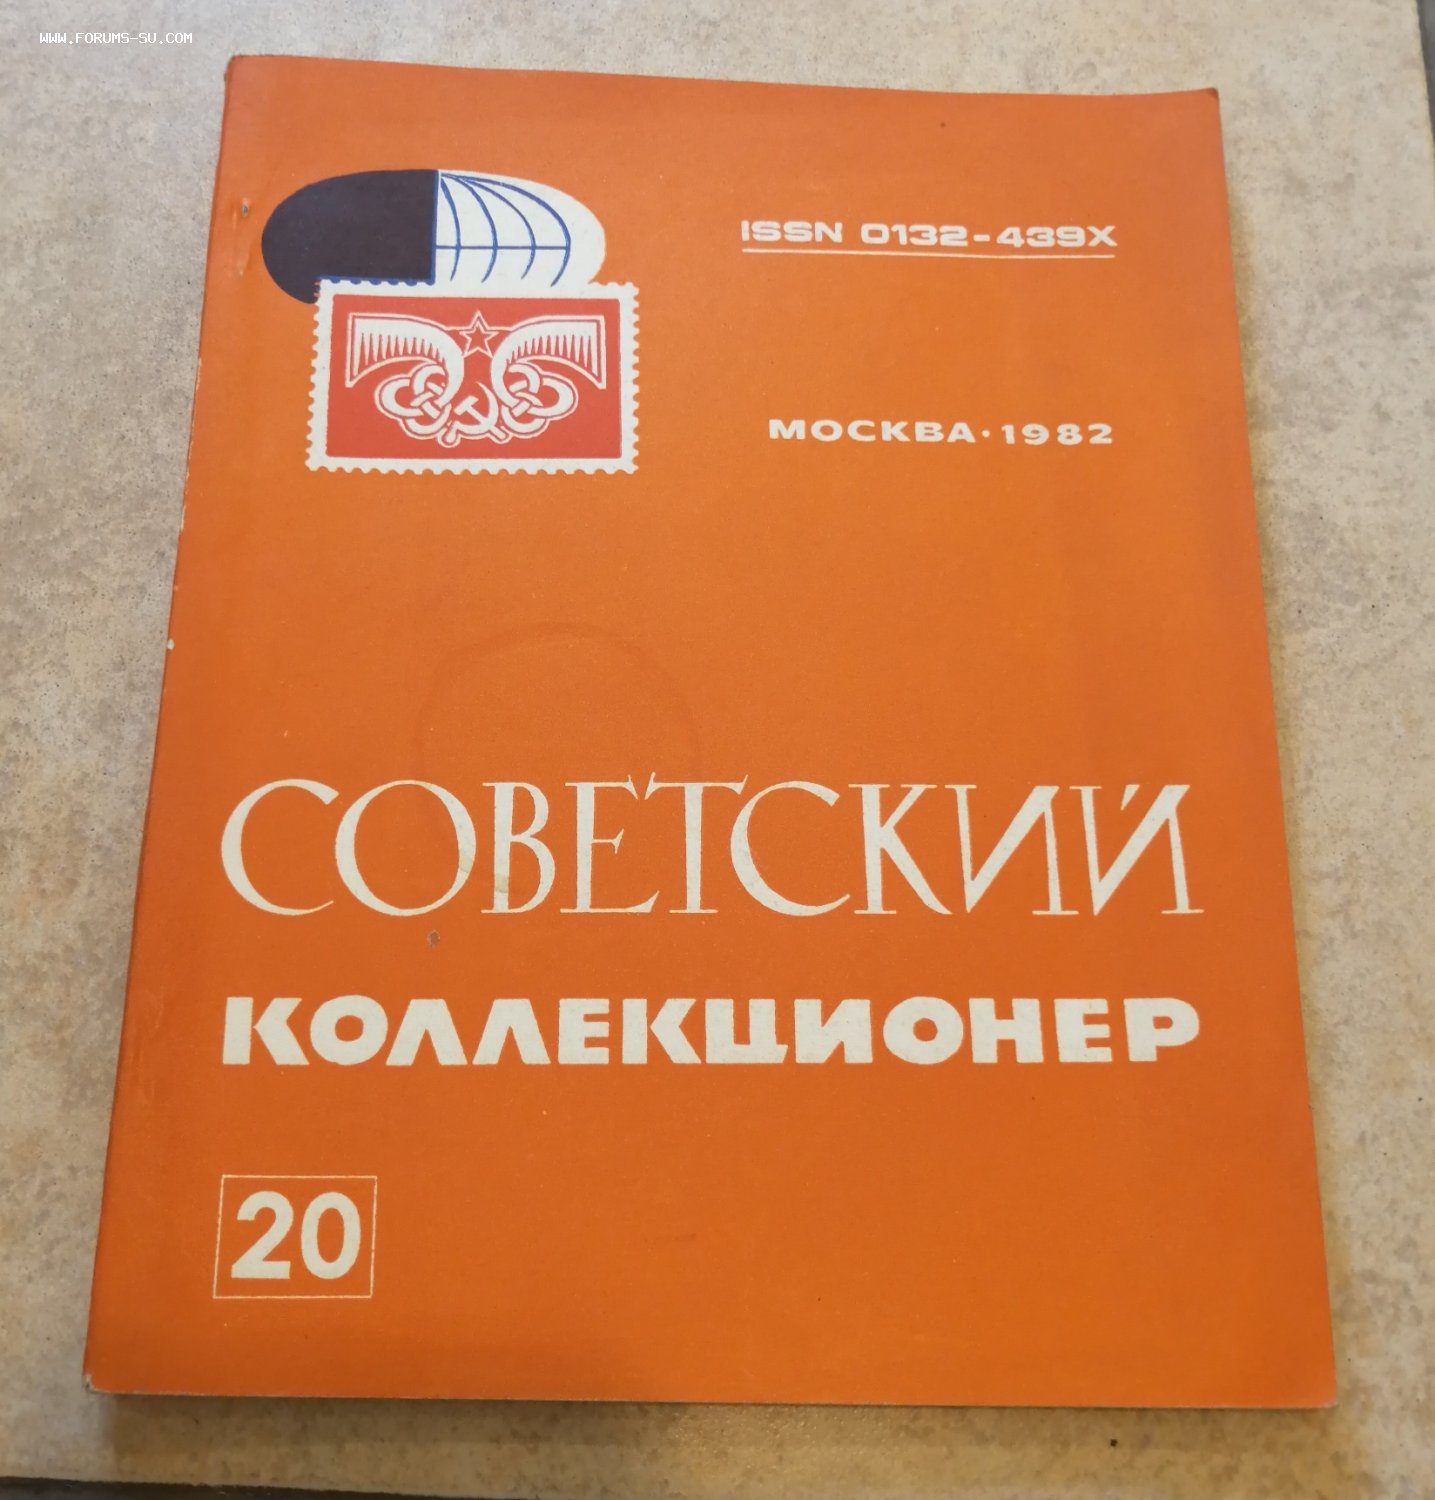 WWW.FORUMS-SU.COM
ISSN 0132-439X
МОСКВА·1982
СОВЕТСКИЙ
КОЛЛЕКЦИОНЕР
20